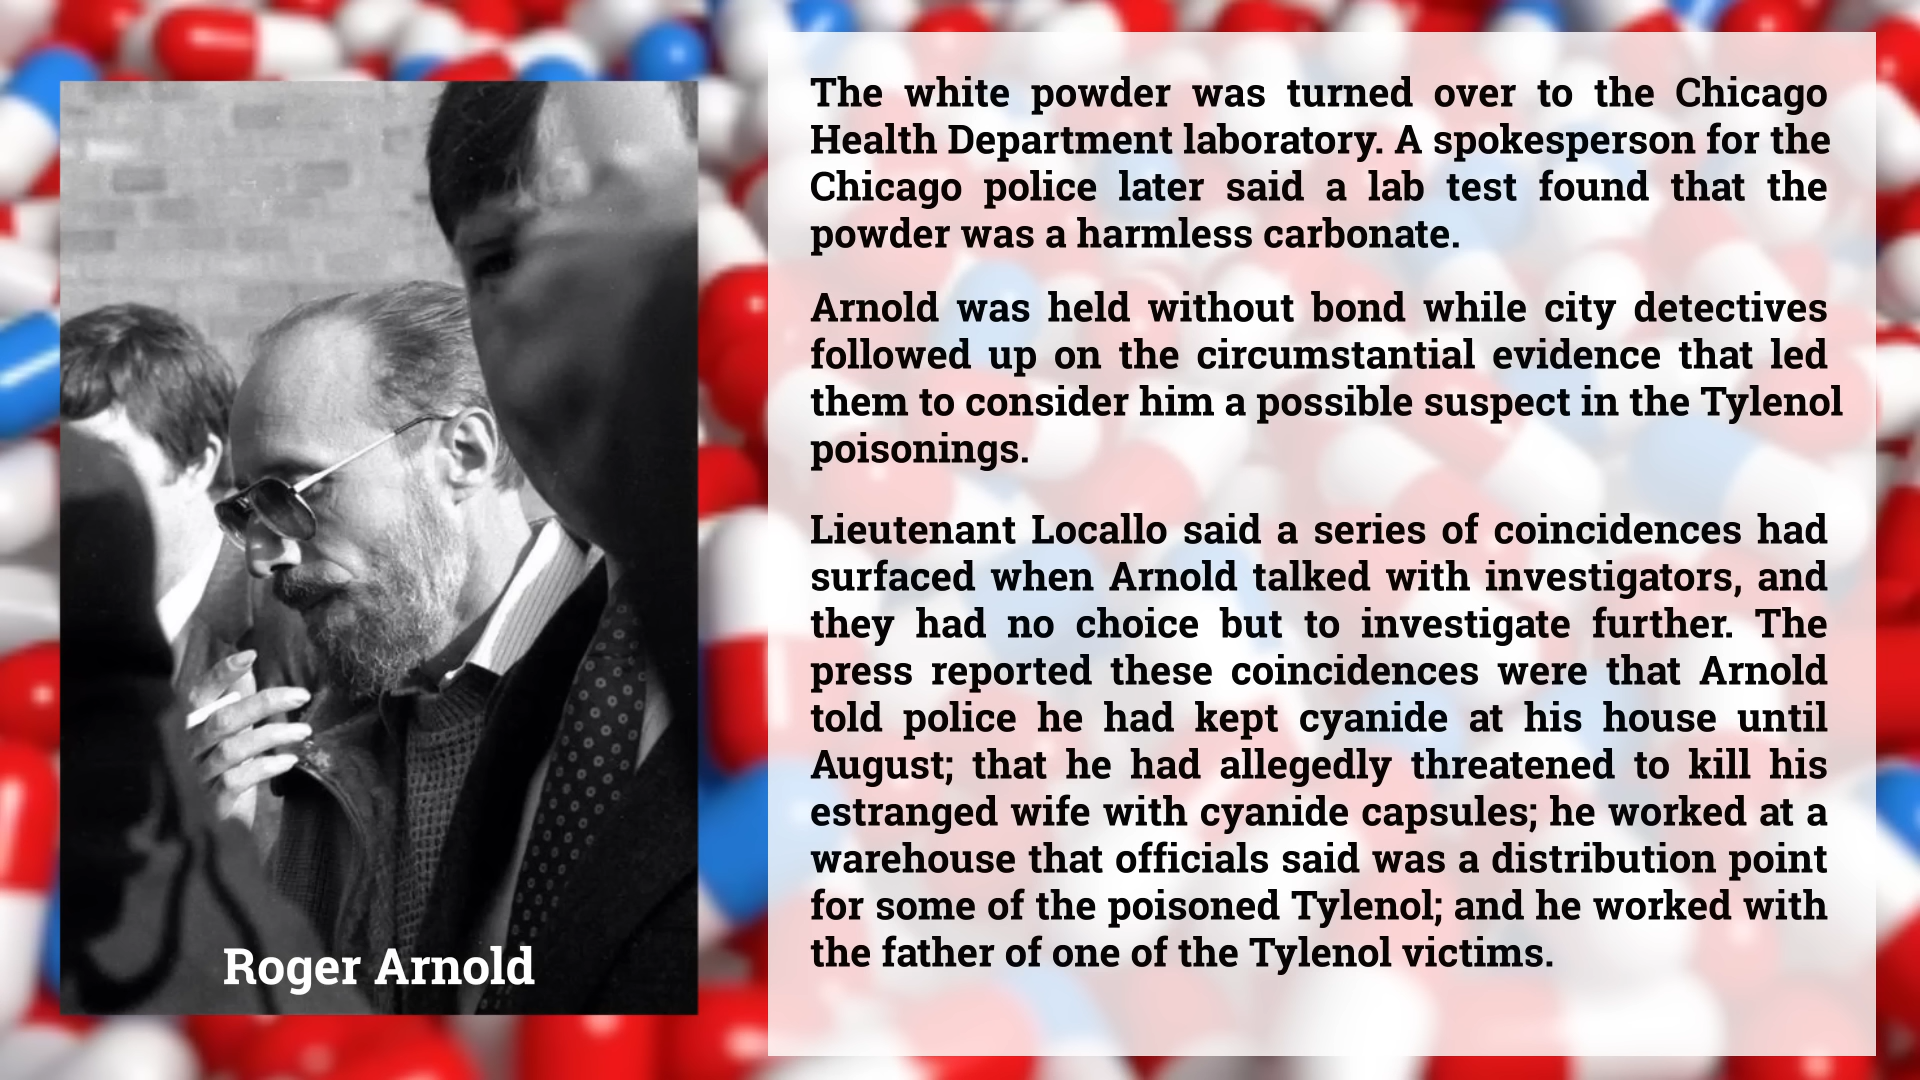 The white powder was turned over to the Chicago
Health Department laboratory. A spokesperson for the
Chicago police later said a lab test found that the
powder was a harmless carbonate.
Arnold was held without bond while city detectives
followed up on the circumstantial evidence that led
them to consider him a possible suspect in the Tylenol
poisonings.
Lieutenant Locallo said a series of coincidences had
surfaced when Arnold talked with investigators, and
they had no choice but to investigate further. The
press reported these coincidences were that Arnold
told police he had kept cyanide at his house until
August; that he had allegedly threatened to kill his
estranged wife with cyanide capsules; he worked at a
warehouse that officials said was a distribution point
for some of the poisoned Tylenol; and he worked with
the father of one of the Tylenol victims.
Roger Arnold